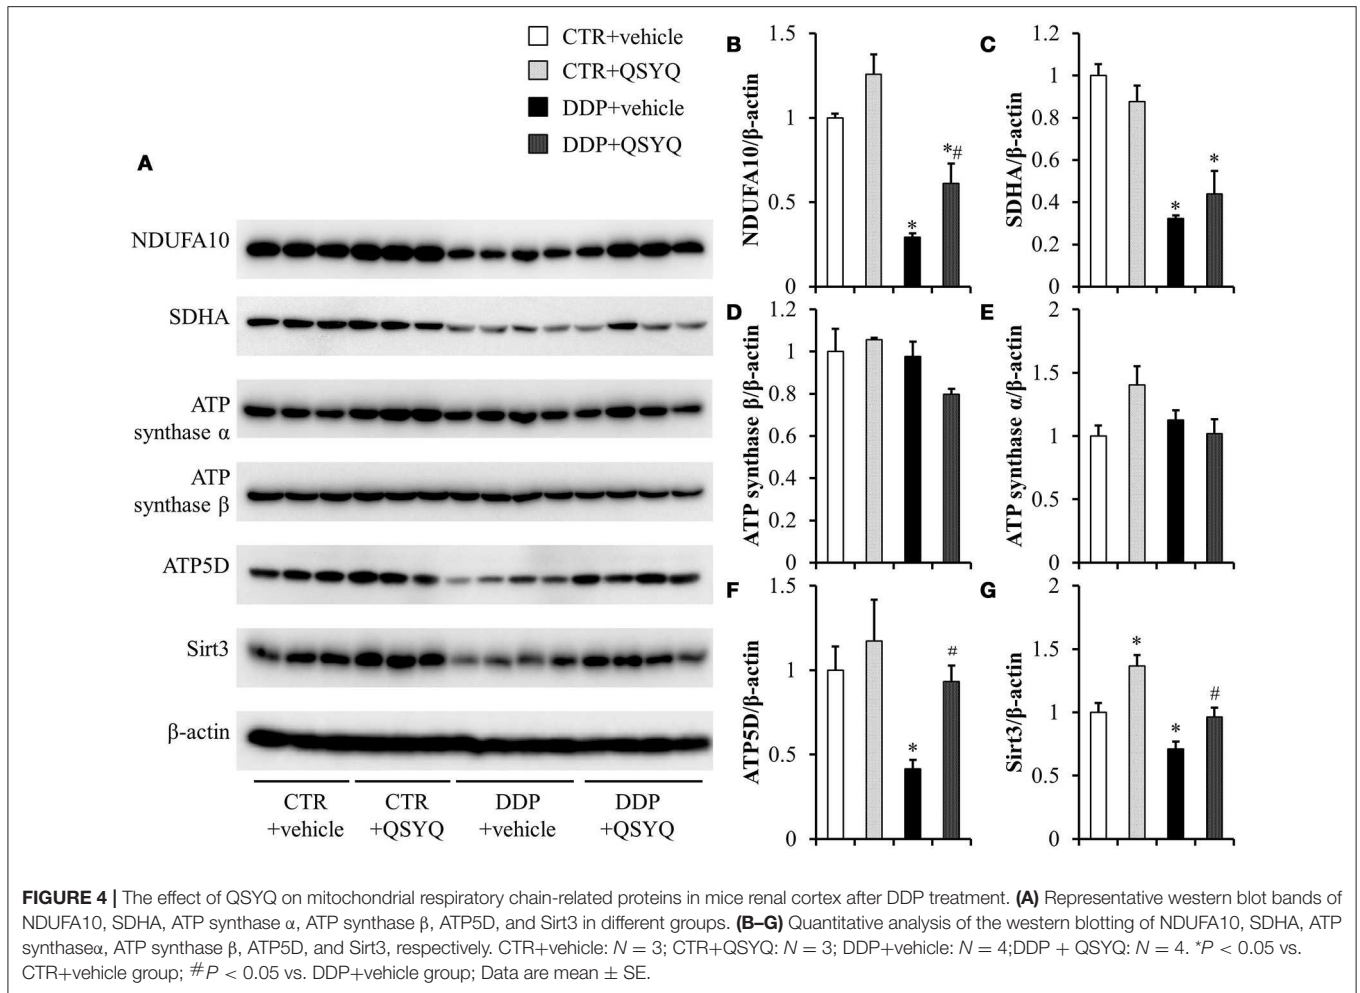 CTR+vehicle
CTR+QSYQ
DDP+vehicle
DDP+QSYQ
A
NDUFA10
SDHA
ATP
synthase α
ATP
synthase β
ATP5D
Sirt3
β-actin
CTR
+vehicle
CTR
+QSYQ
DDP
+vehicle
DDP
+QSYQ
B
NDUFA10/β-actin
1.5
1
0.5
0
*
*#
C
SDHA/β-actin
1.2
1
0.8
0.6
0.4
0.2
0
*
*
D
ATP synthase β/β-actin
1.2
1
0.8
0.6
0.4
0.2
0
E
ATP synthase α/β-actin
2
1.5
1
0.5
0
F
ATP5D/β-actin
1.5
1
0.5
0
*
#
G
Sirt3/β-actin
2
1.5
1
0.5
0
*
*
#
FIGURE 4 | The effect of QSYQ on mitochondrial respiratory chain-related proteins in mice renal cortex after DDP treatment. (A) Representative western blot bands of
NDUFA10, SDHA, ATP synthase α, ATP synthase β, ATP5D, and Sirt3 in different groups. (B–G) Quantitative analysis of the western blotting of NDUFA10, SDHA, ATP
synthaseα, ATP synthase β, ATP5D, and Sirt3, respectively. CTR+vehicle: N = 3; CTR+QSYQ: N = 3; DDP+vehicle: N = 4;DDP + QSYQ: N = 4. *P < 0.05 vs.
CTR+vehicle group; #P < 0.05 vs. DDP+vehicle group; Data are mean ± SE.